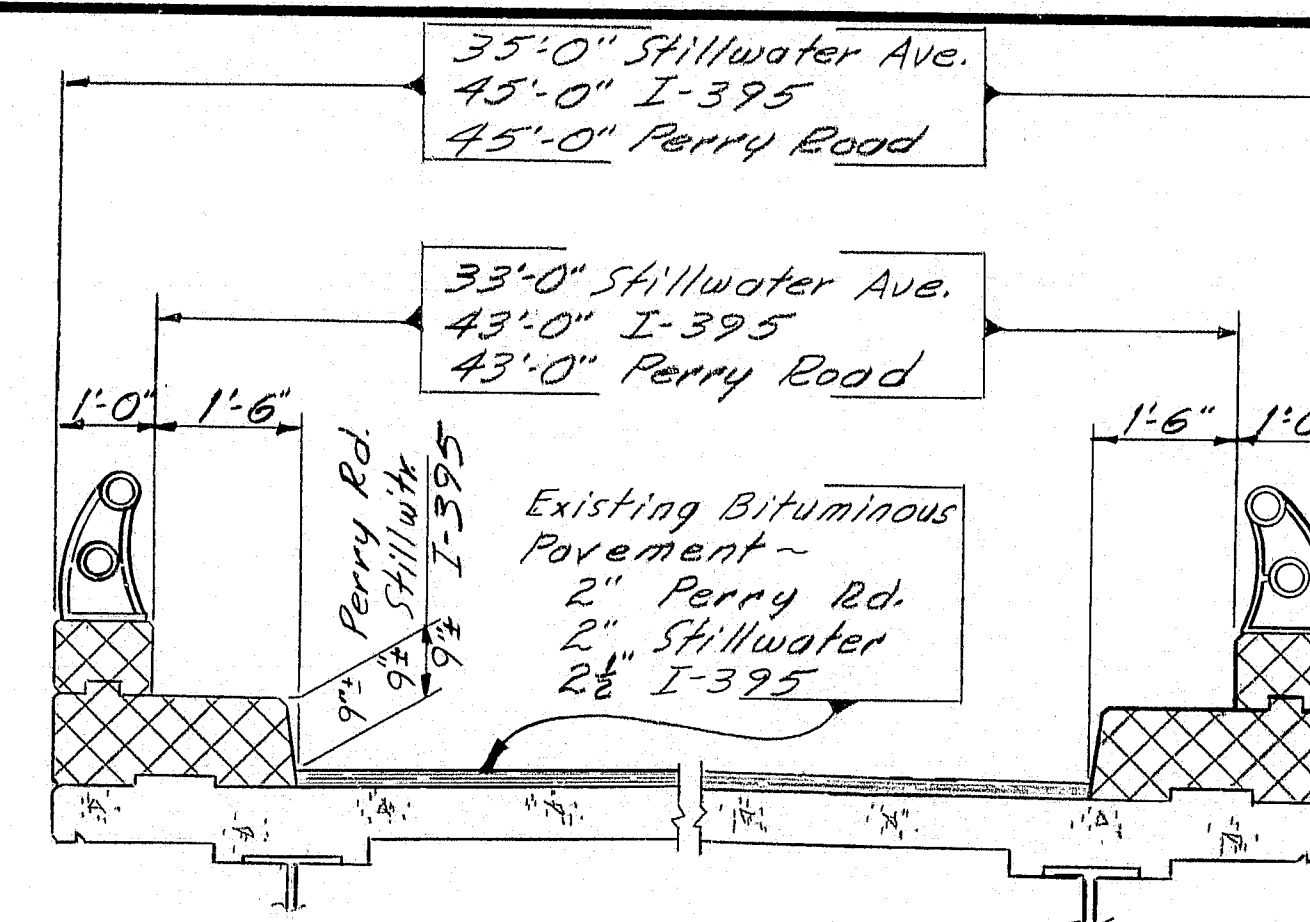 35'-0" Stillwater Ave.
45'-0" I-395
45'-0" Perry Road
33'-0" Stillwater Ave.
43'-0" I-395
43'-0" Perry Road
1'-0"
1'-6"
1'-6"
9"± Perry Rd.
9"± Stillwtr.
9"± I-395
Existing Bituminous
Pavement ~
2" Perry Rd.
2" Stillwater
2½" I-395